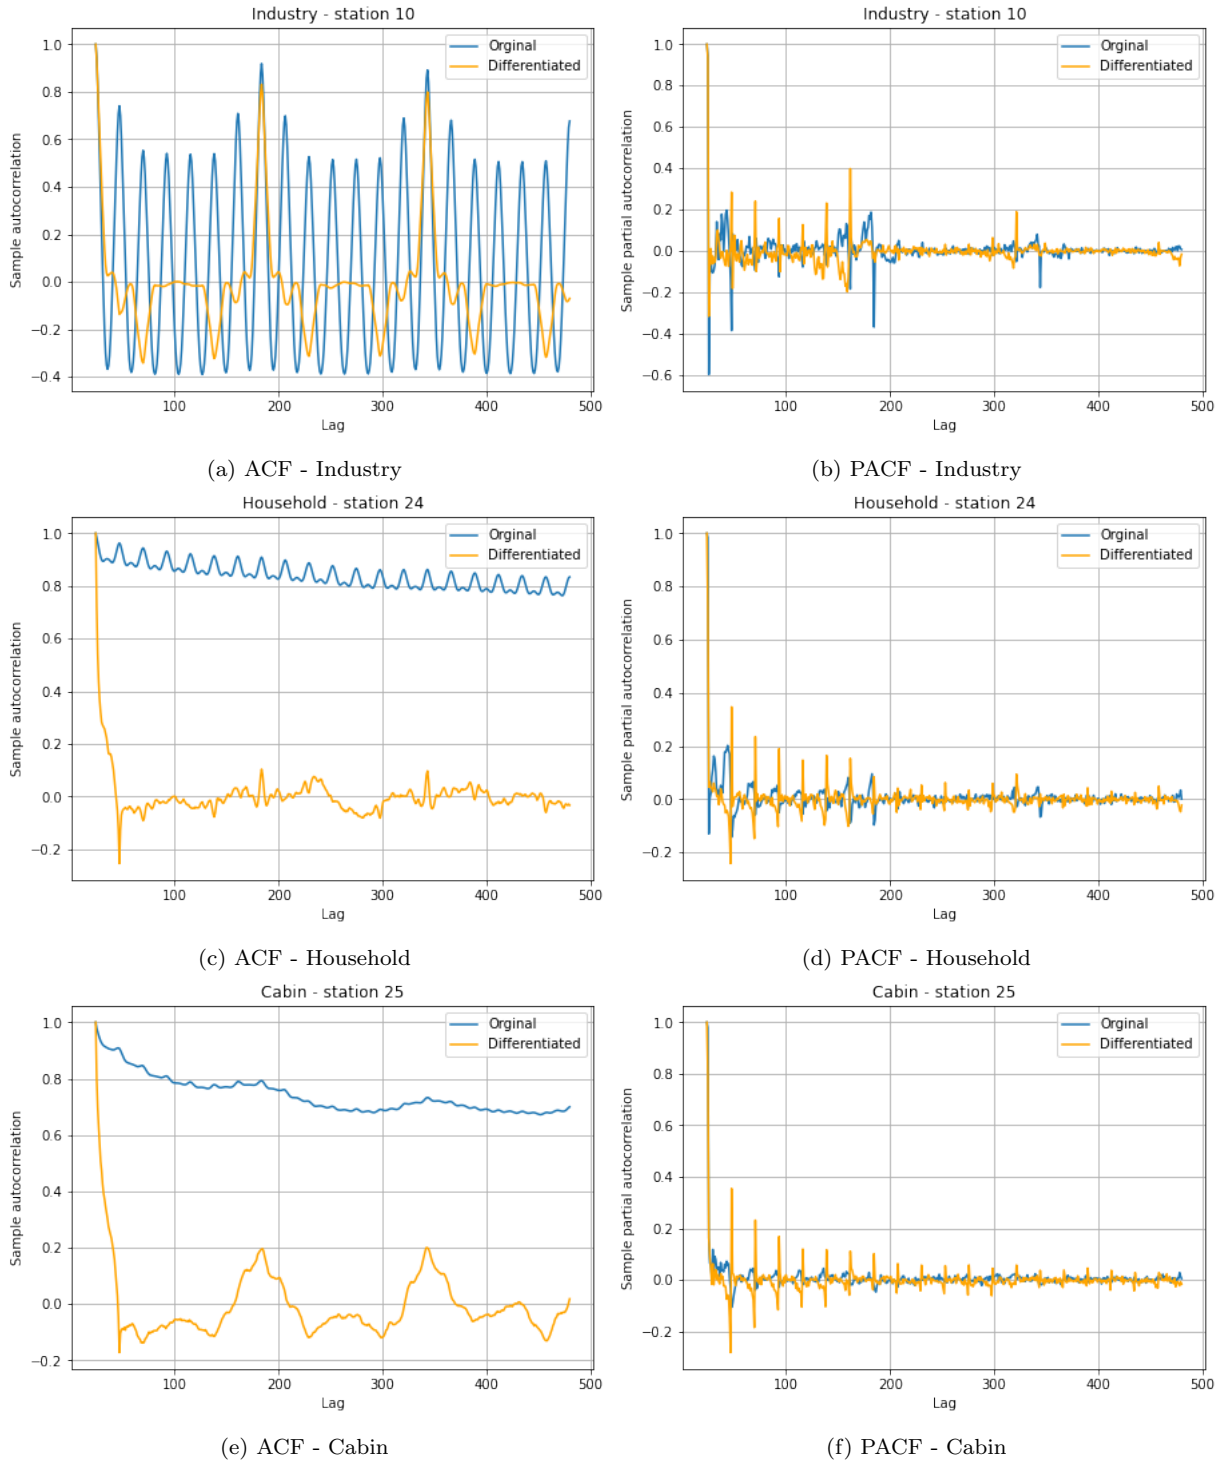 Industry - station 10
Orginal
Differentiated
Sample autocorrelation
1.0
0.8
0.6
0.4
0.2
0.0
−0.2
−0.4
100
200
300
400
500
Lag
(a) ACF - Industry
Industry - station 10
Orginal
Differentiated
Sample partial autocorrelation
1.0
0.8
0.6
0.4
0.2
0.0
−0.2
−0.4
−0.6
100
200
300
400
500
Lag
(b) PACF - Industry
Household - station 24
Orginal
Differentiated
Sample autocorrelation
1.0
0.8
0.6
0.4
0.2
0.0
−0.2
100
200
300
400
500
Lag
(c) ACF - Household
Household - station 24
Orginal
Differentiated
Sample partial autocorrelation
1.0
0.8
0.6
0.4
0.2
0.0
−0.2
100
200
300
400
500
Lag
(d) PACF - Household
Cabin - station 25
Orginal
Differentiated
Sample autocorrelation
1.0
0.8
0.6
0.4
0.2
0.0
−0.2
100
200
300
400
500
Lag
(e) ACF - Cabin
Cabin - station 25
Orginal
Differentiated
Sample partial autocorrelation
1.0
0.8
0.6
0.4
0.2
0.0
−0.2
100
200
300
400
500
Lag
(f) PACF - Cabin